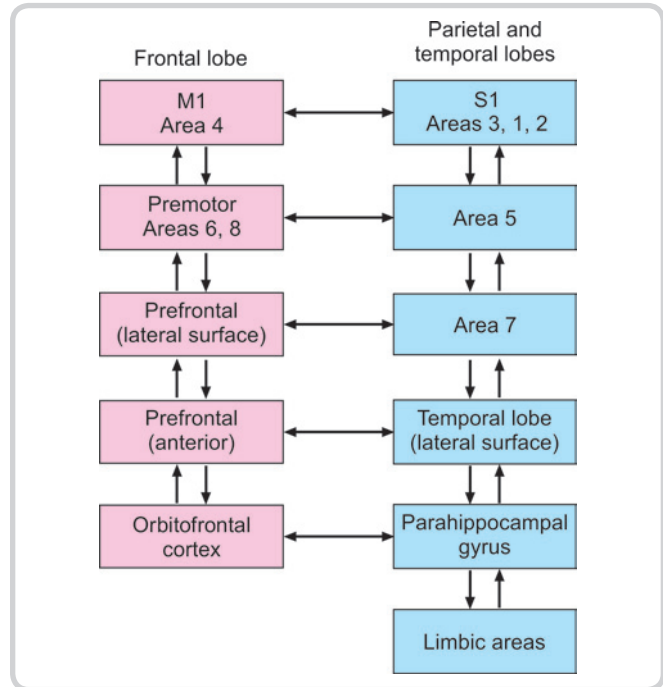 Frontal lobe
Parietal and
temporal lobes
M1
Area 4
S1
Areas 3, 1, 2
Premotor
Areas 6, 8
Area 5
Prefrontal
(lateral surface)
Area 7
Prefrontal
(anterior)
Temporal lobe
(lateral surface)
Orbitofrontal
cortex
Parahippocampal
gyrus
Limbic areas